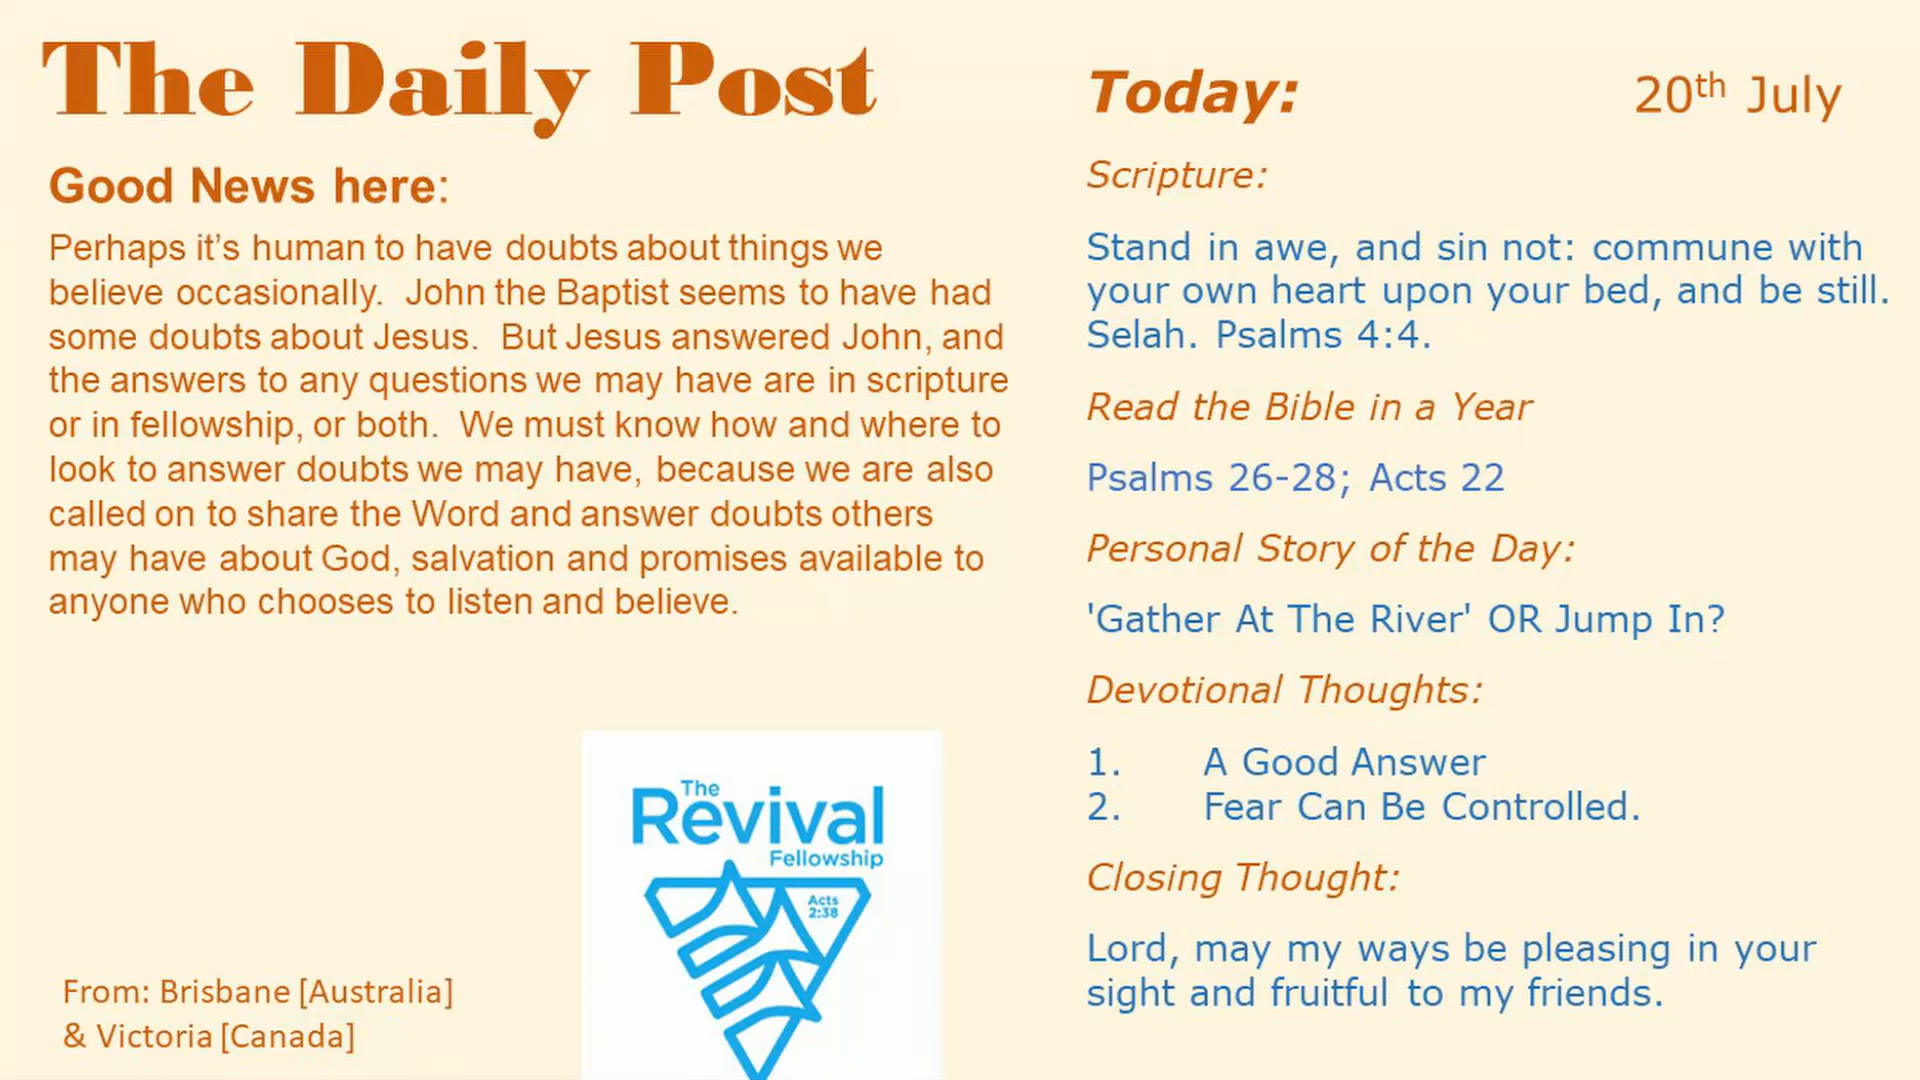 The Daily Post
Good News here:
Perhaps it's human to have doubts about things we
believe occasionally.  John the Baptist seems to have had
some doubts about Jesus.  But Jesus answered John, and
the answers to any questions we may have are in scripture
or in fellowship, or both.  We must know how and where to
look to answer doubts we may have, because we are also
called on to share the Word and answer doubts others
may have about God, salvation and promises available to
anyone who chooses to listen and believe.
The
Revival
Fellowship
Acts
2:38
From: Brisbane [Australia]
& Victoria [Canada]
Today: 20th July
Scripture:
Stand in awe, and sin not: commune with
your own heart upon your bed, and be still.
Selah. Psalms 4:4.
Read the Bible in a Year
Psalms 26-28; Acts 22
Personal Story of the Day:
'Gather At The River' OR Jump In?
Devotional Thoughts:
1. A Good Answer
2. Fear Can Be Controlled.
Closing Thought:
Lord, may my ways be pleasing in your
sight and fruitful to my friends.